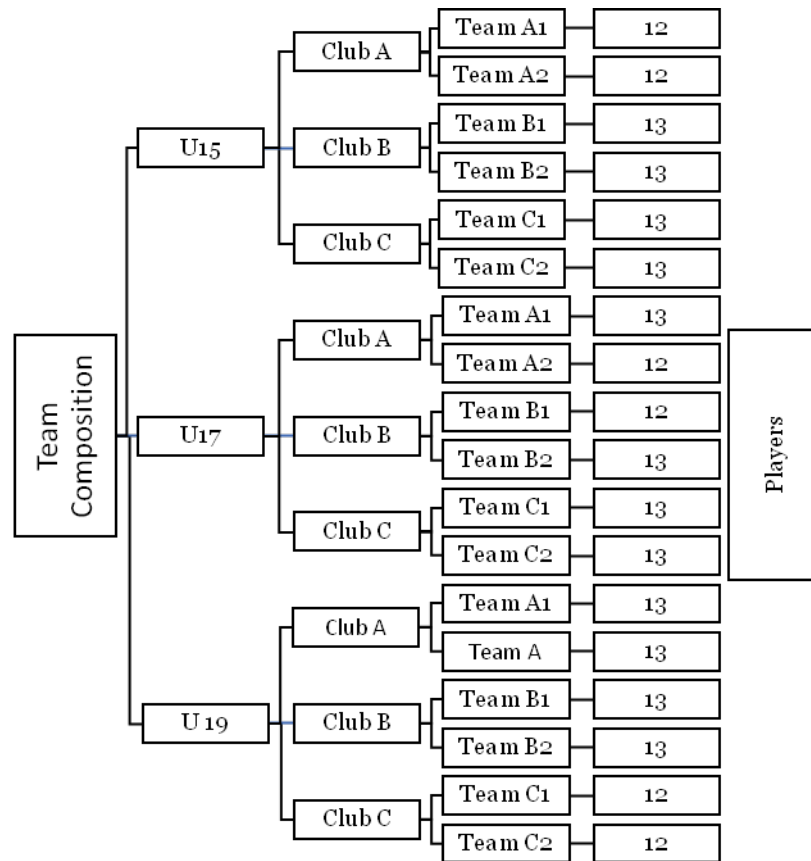 Team A1
12
Club A
Team A2
12
Team B1
13
U15
Club B
Team B2
13
Team C1
13
Club C
Team C2
13
Team A1
13
Club A
Team A2
12
Team Composition
Team B1
12
U17
Club B
Team B2
13
Players
Team C1
13
Club C
Team C2
13
Team A1
13
Club A
Team A
13
Team B1
13
U 19
Club B
Team B2
13
Team C1
12
Club C
Team C2
12